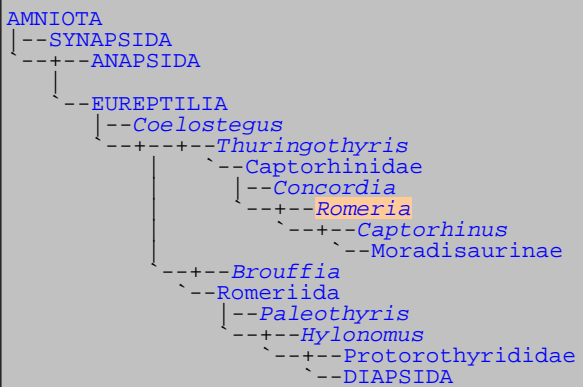 AMNIOTA
|--SYNAPSIDA
`--+--ANAPSIDA
   |
   `--EUREPTILIA
      |--Coelostegus
      `--+--+--Thuringothyris
         |  `--Captorhinidae
         |     |--Concordia
         |     `--+--Romeria
         |        `--+--Captorhinus
         |           `--Moradisaurinae
         `--+--Brouffia
            `--Romeriida
               |--Paleothyris
               `--+--Hylonomus
                  `--+--Protorothyrididae
                     `--DIAPSIDA